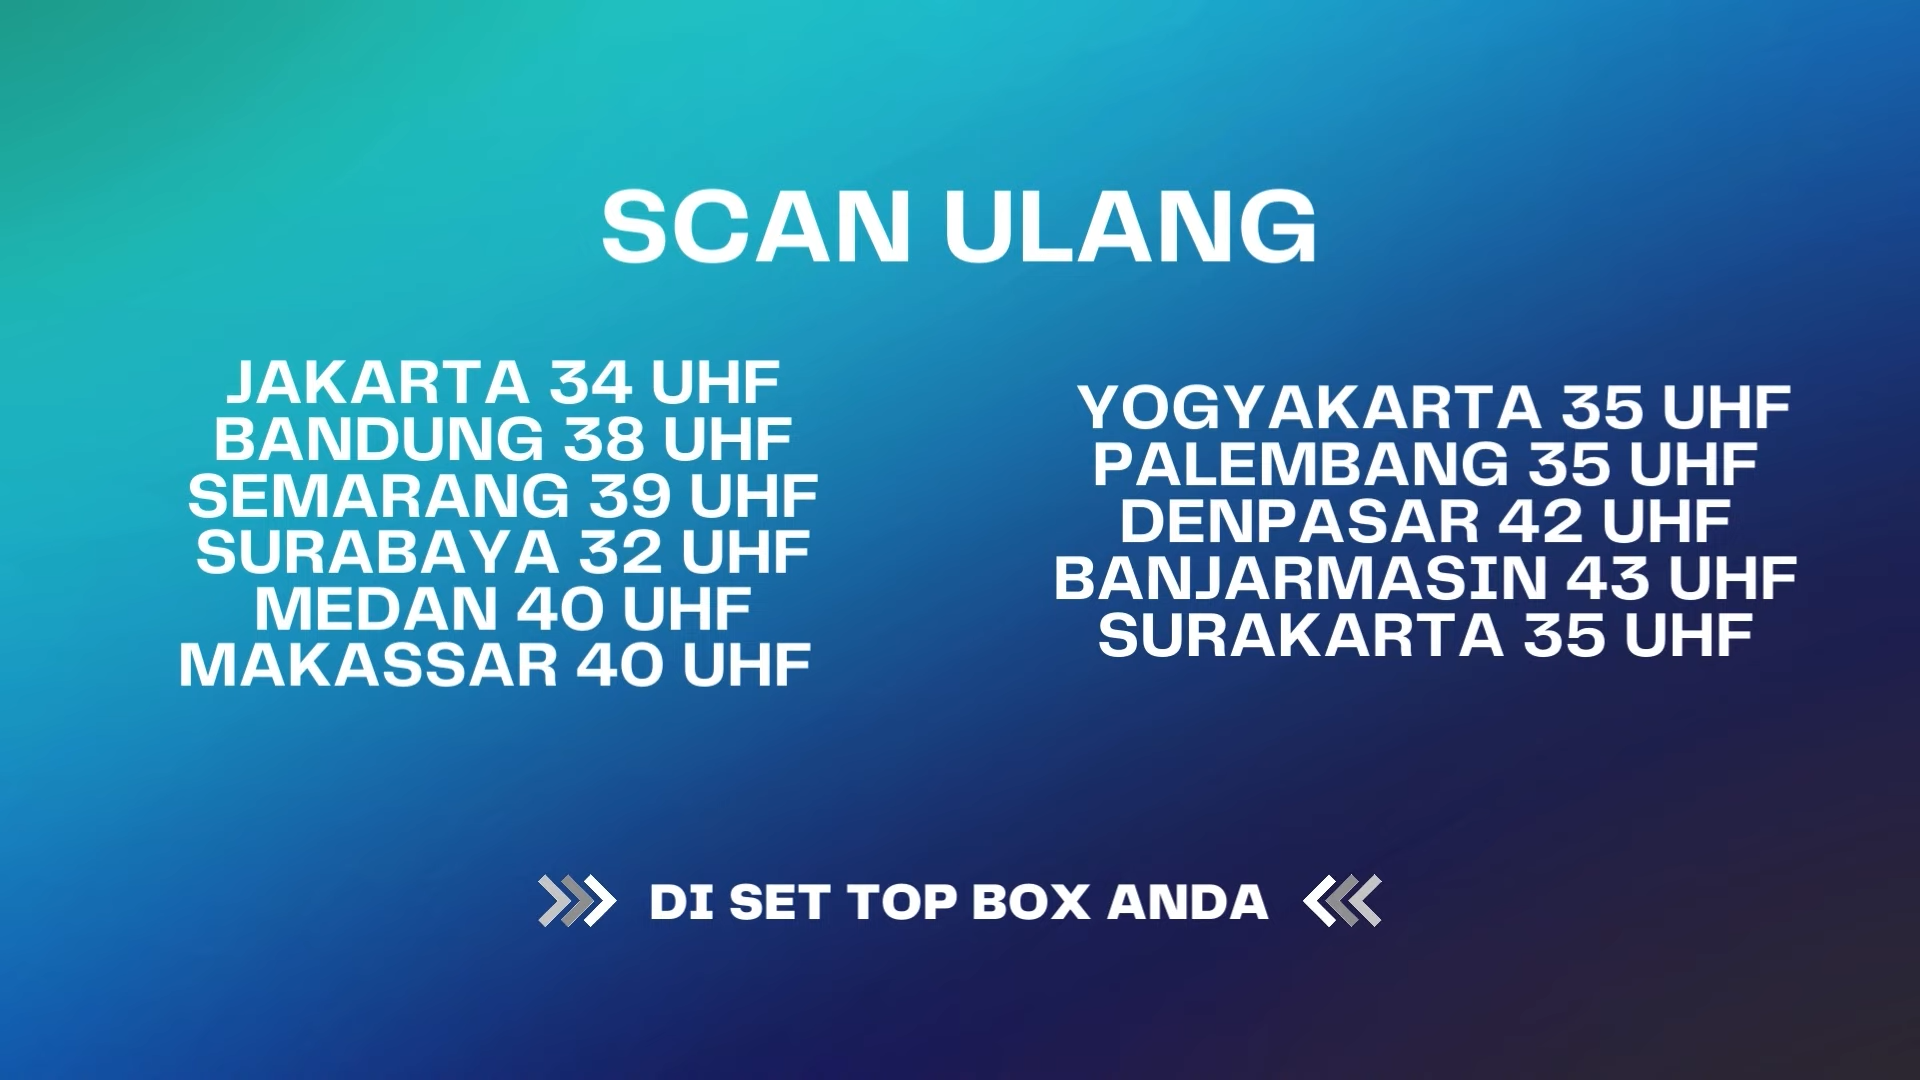 SCAN ULANG
JAKARTA 34 UHF
BANDUNG 38 UHF
SEMARANG 39 UHF
SURABAYA 32 UHF
MEDAN 40 UHF
MAKASSAR 40 UHF
YOGYAKARTA 35 UHF
PALEMBANG 35 UHF
DENPASAR 42 UHF
BANJARMASIN 43 UHF
SURAKARTA 35 UHF
DI SET TOP BOX ANDA